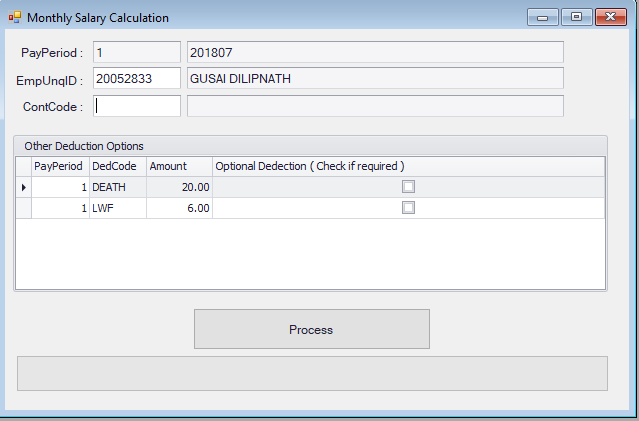 Monthly Salary Calculation
PayPeriod : 1 201807
EmpUnqID : 20052833 GUSAI DILIPNATH
ContCode :
Other Deduction Options
PayPeriod DedCode Amount Optional Dedection ( Check if required )
1 DEATH 20.00
1 LWF 6.00
Process